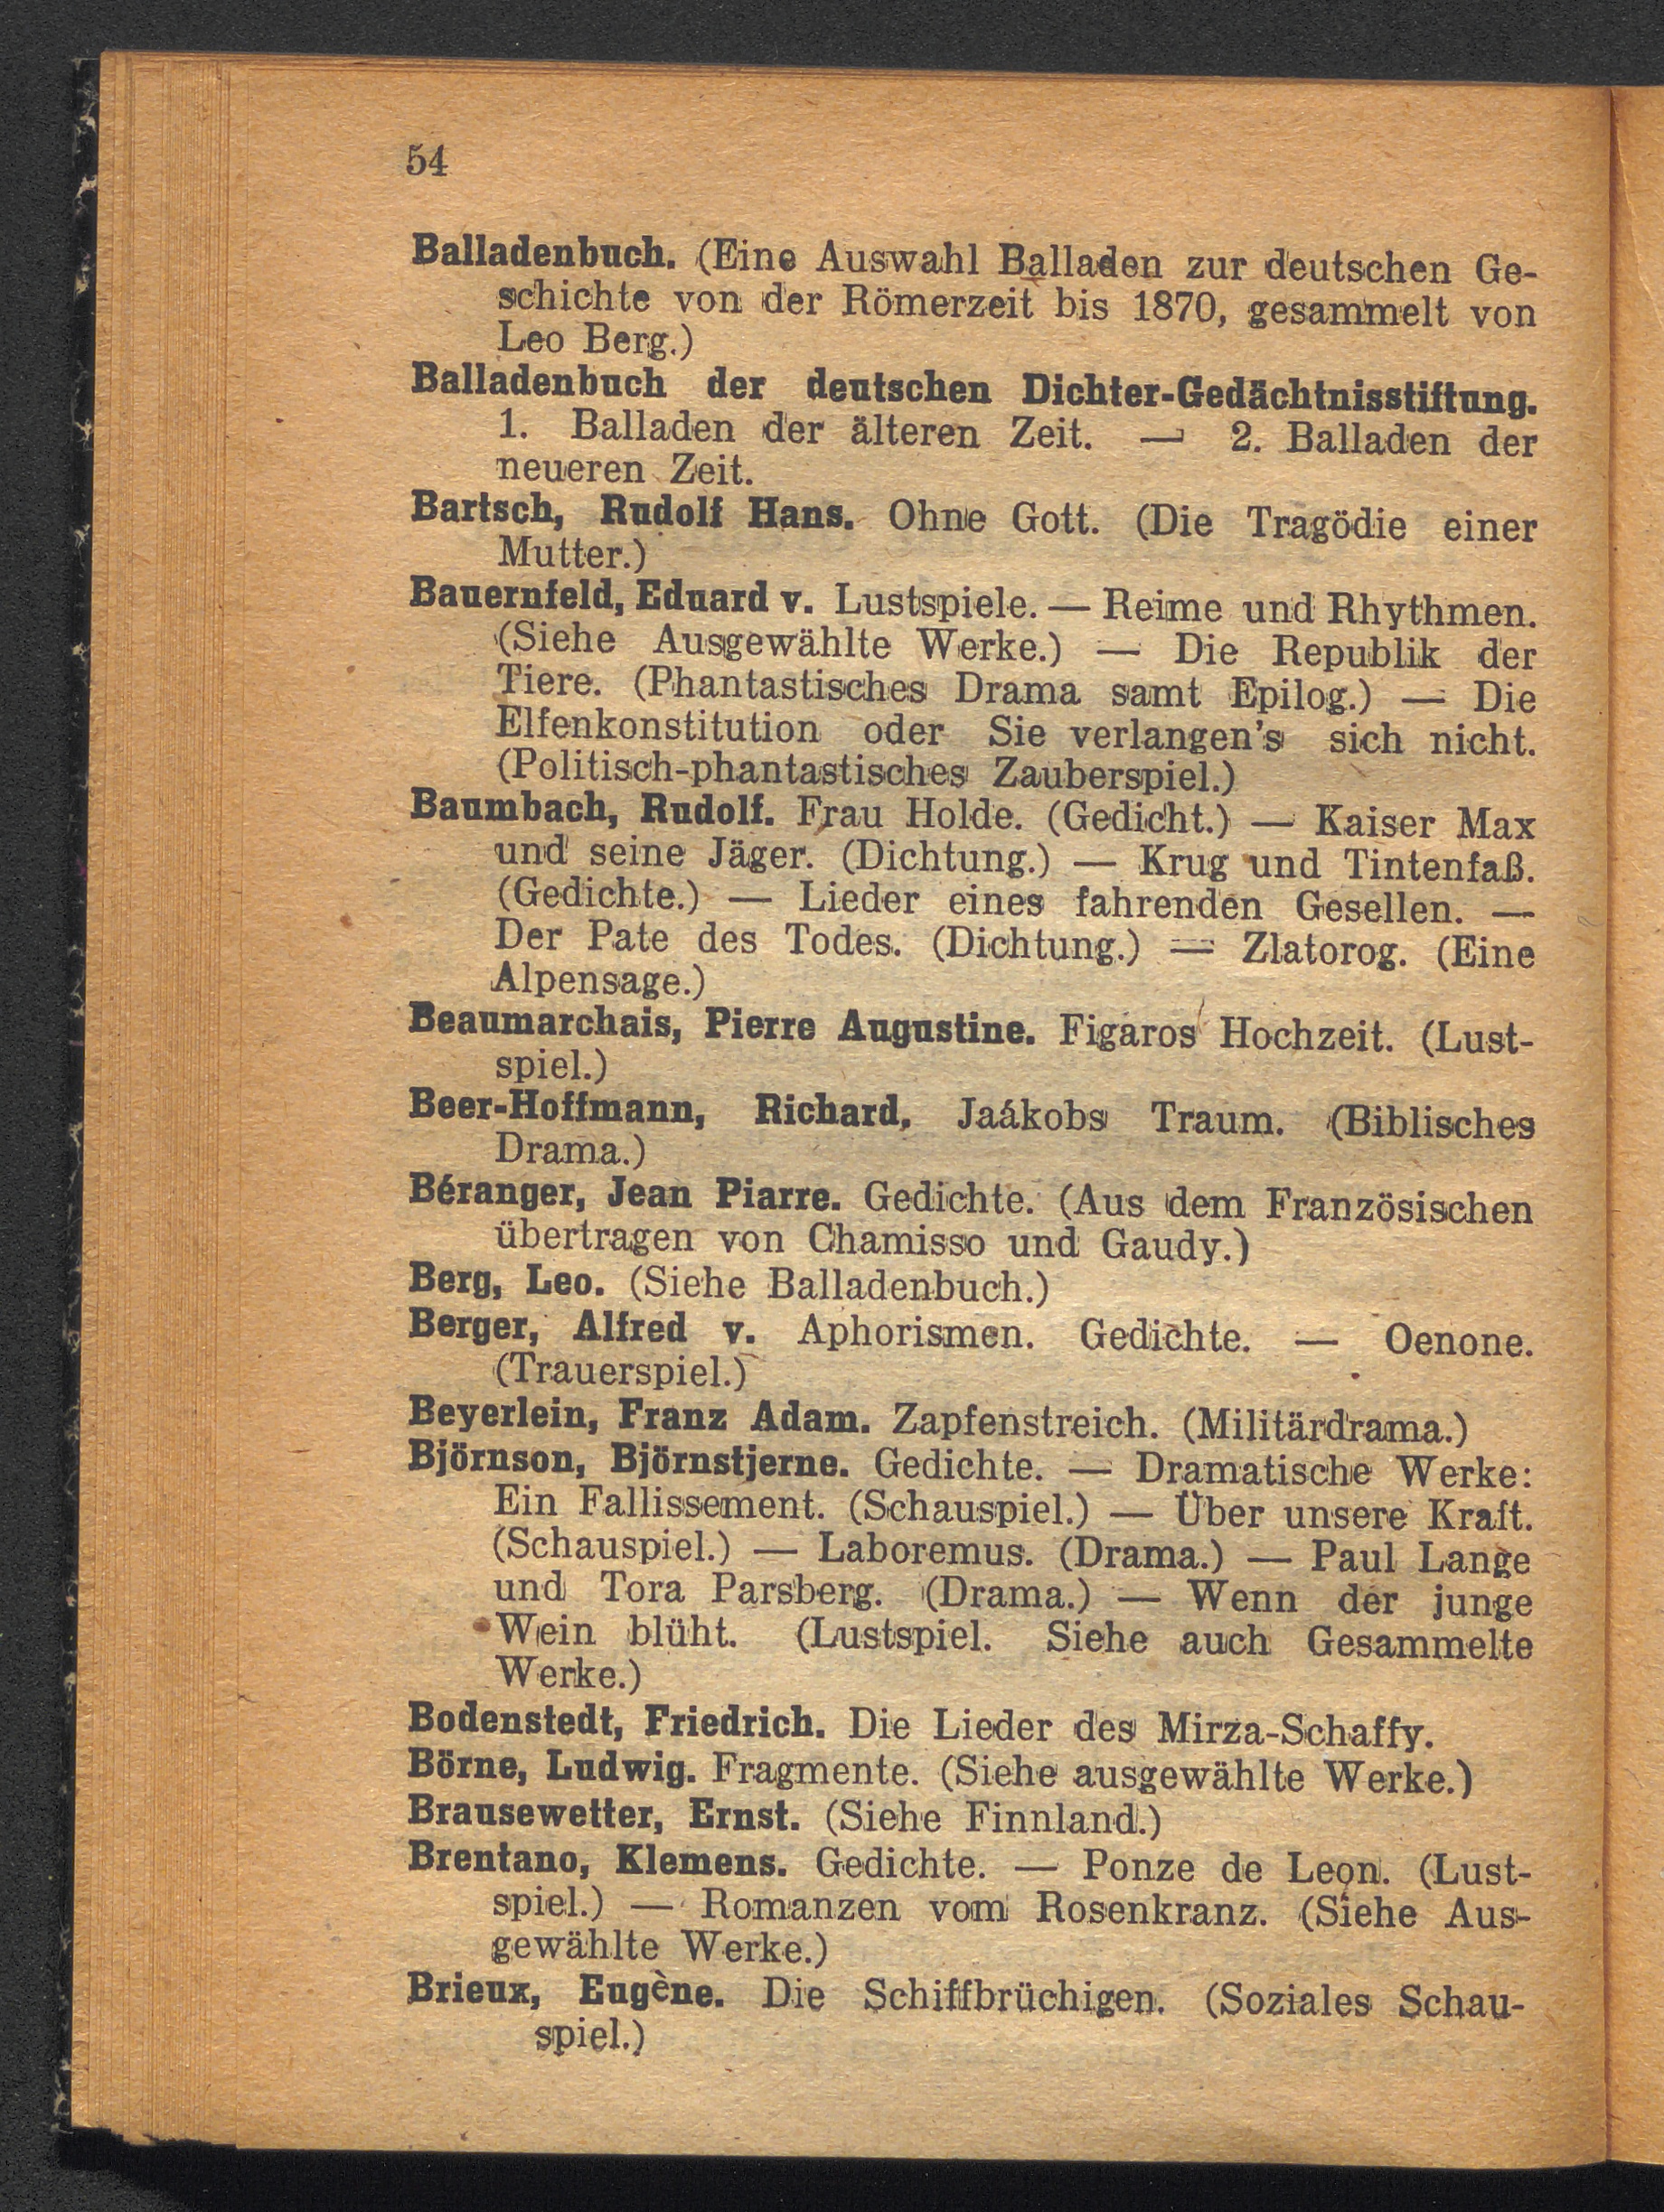 54
Balladenbuch. (Eine Auswahl Balladen zur deutschen Ge-
schichte von der Römerzeit bis 1870, gesammelt von
Leo Berg.)
Balladenbuch der deutschen Dichter-Gedächtnisstiftung.
1. Balladen der älteren Zeit. — 2. Balladen der
neueren Zeit.
Bartsch, Rudolf Hans. Ohne Gott. (Die Tragödie einer
Mutter.)
Bauernfeld, Eduard v. Lustspiele. — Reime und Rhythmen.
(Siehe Ausgewählte Werke.) — Die Republik der
Tiere. (Phantastisches Drama samt Epilog.) — Die
Elfenkonstitution oder Sie verlangen's sich nicht.
(Politisch-phantastisches Zauberspiel.)
Baumbach, Rudolf. Frau Holde. (Gedicht.) — Kaiser Max
und seine Jäger. (Dichtung.) — Krug und Tintenfaß.
(Gedichte.) — Lieder eines fahrenden Gesellen. —
Der Pate des Todes. (Dichtung.) — Zlatorog. (Eine
Alpensage.)
Beaumarchais, Pierre Augustine. Figaros Hochzeit. (Lust-
spiel.)
Beer-Hoffmann, Richard, Jaákobs Traum. (Biblisches
Drama.)
Béranger, Jean Piarre. Gedichte. (Aus dem Französischen
übertragen von Chamisso und Gaudy.)
Berg, Leo. (Siehe Balladenbuch.)
Berger, Alfred v. Aphorismen. Gedichte. — Oenone.
(Trauerspiel.)
Beyerlein, Franz Adam. Zapfenstreich. (Militärdrama.)
Björnson, Björnstjerne. Gedichte. — Dramatische Werke:
Ein Fallissement. (Schauspiel.) — Über unsere Kraft.
(Schauspiel.) — Laboremus. (Drama.) — Paul Lange
und Tora Parsberg. (Drama.) — Wenn der junge
Wein blüht. (Lustspiel. Siehe auch Gesammelte
Werke.)
Bodenstedt, Friedrich. Die Lieder des Mirza-Schaffy.
Börne, Ludwig. Fragmente. (Siehe ausgewählte Werke.)
Brausewetter, Ernst. (Siehe Finnland.)
Brentano, Klemens. Gedichte. — Ponze de Leon. (Lust-
spiel.) — Romanzen vom Rosenkranz. (Siehe Aus-
gewählte Werke.)
Brieux, Eugène. Die Schiffbrüchigen. (Soziales Schau-
spiel.)